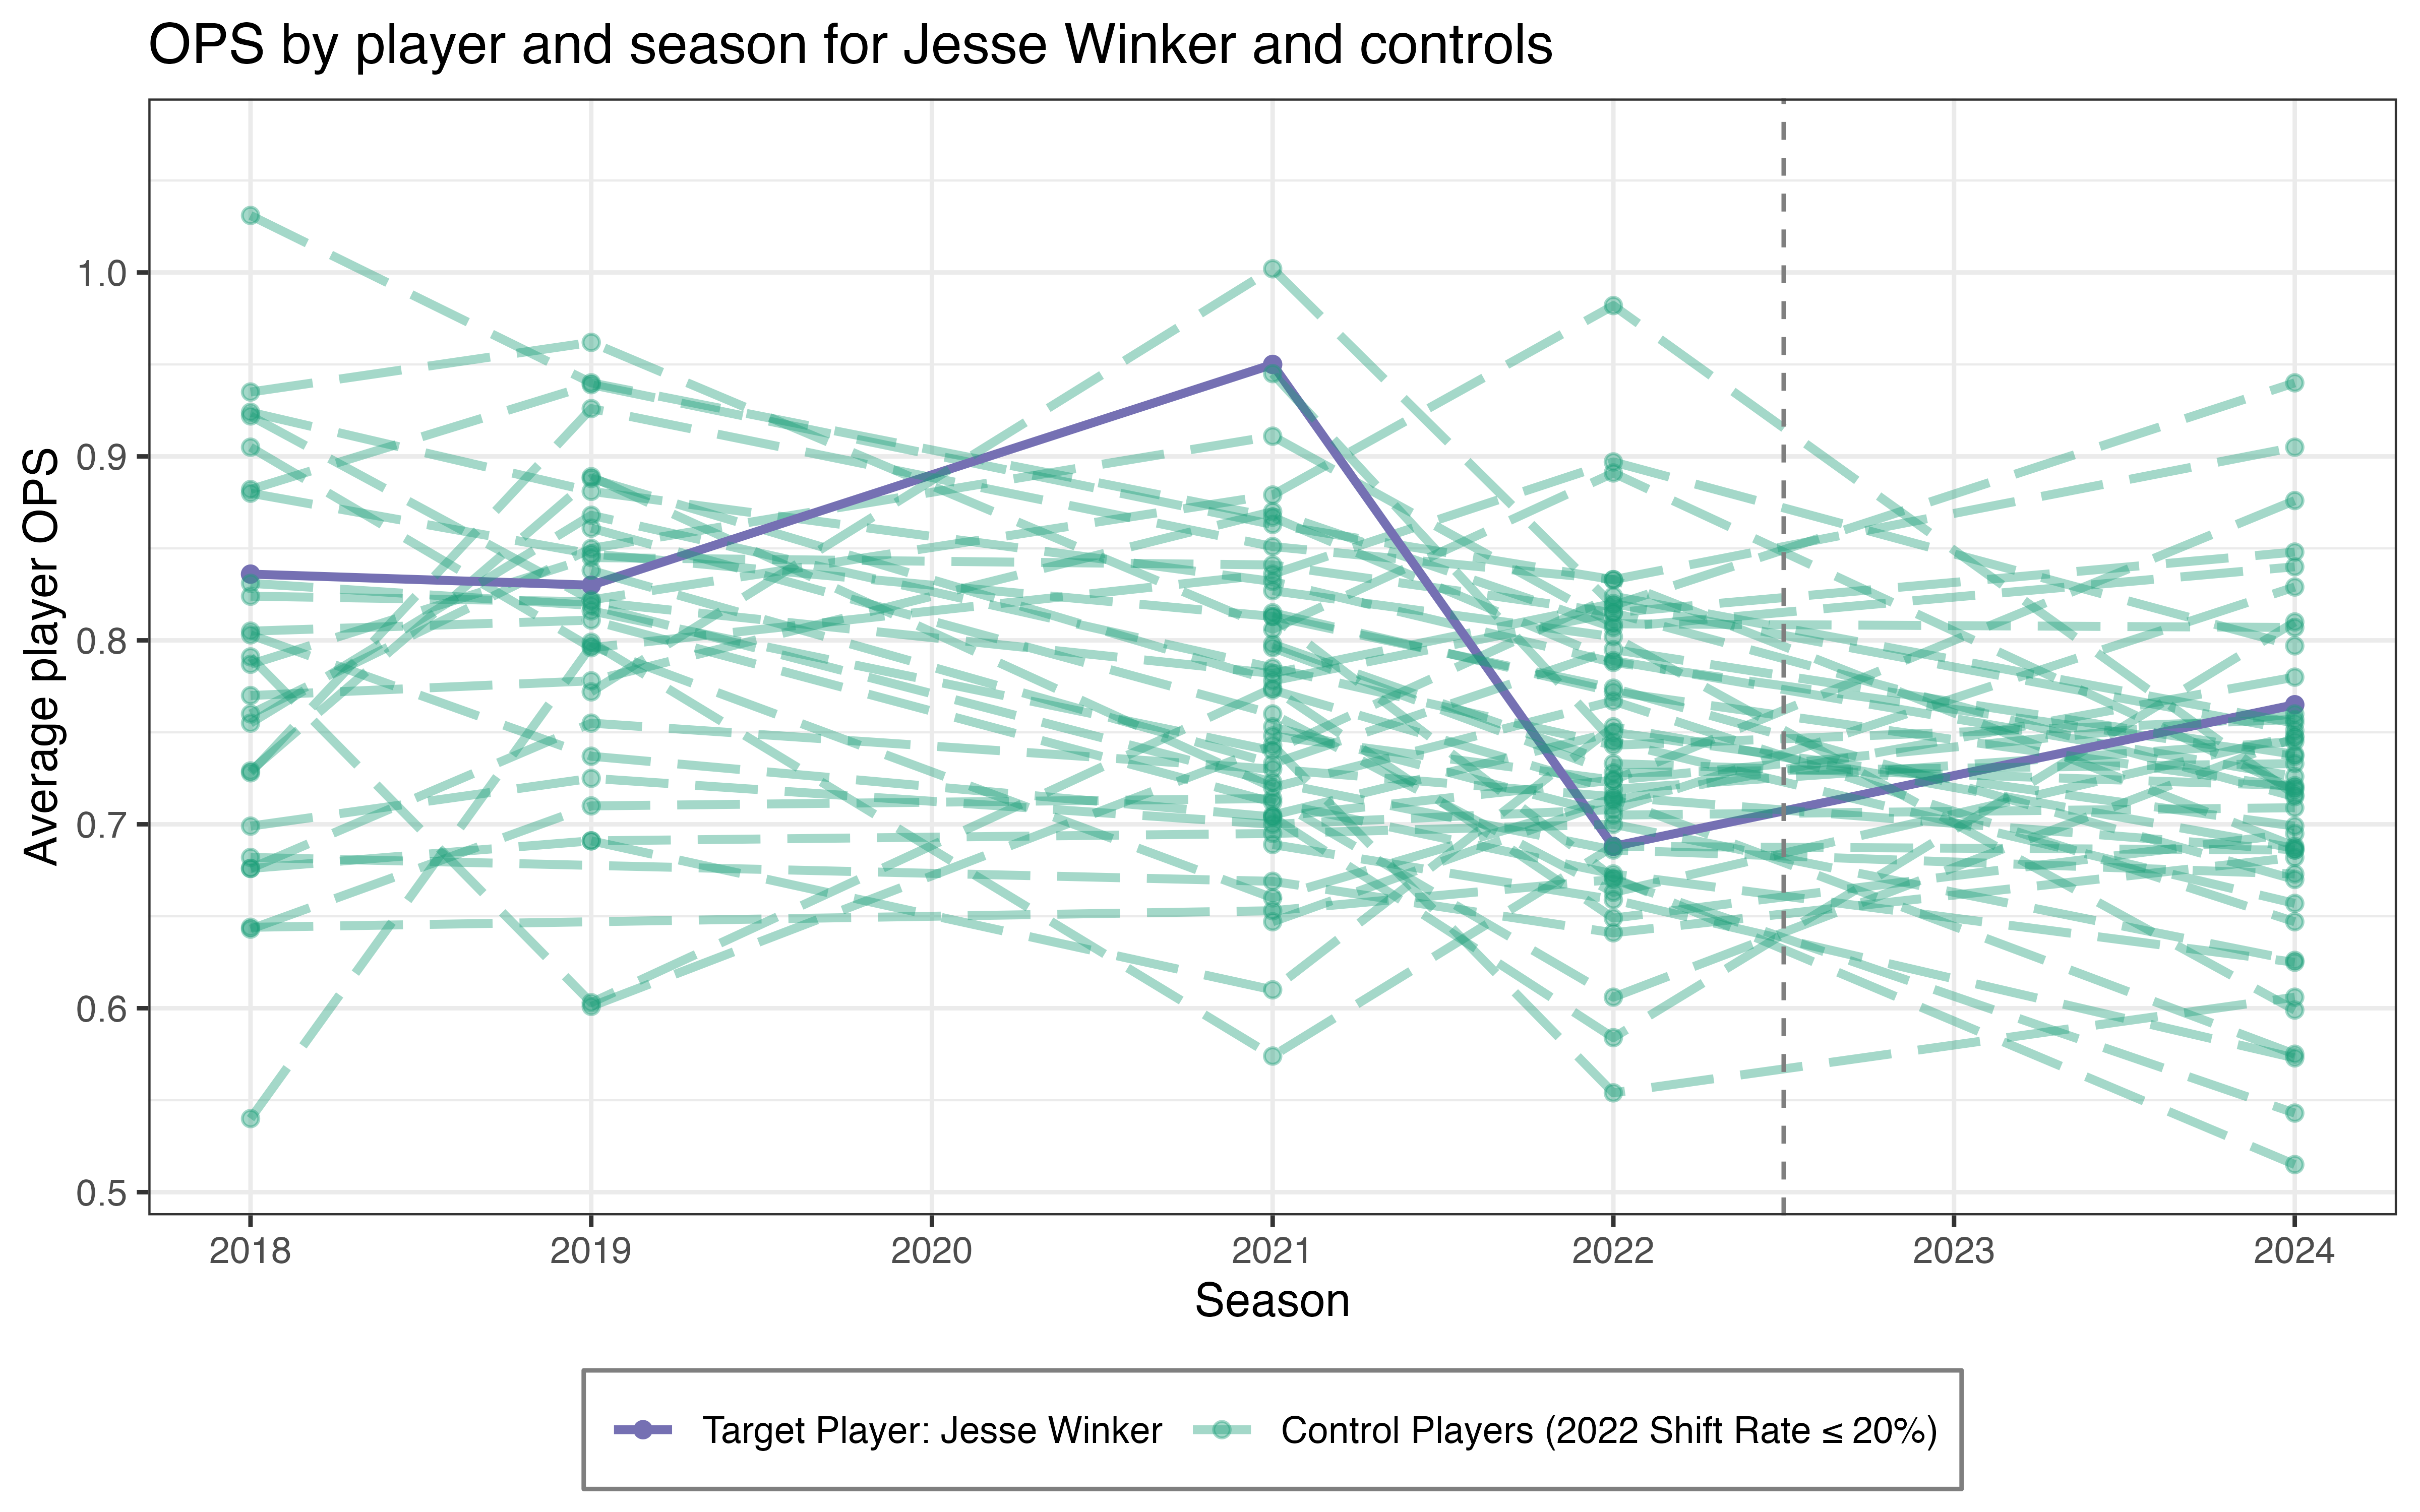 OPS by player and season for Jesse Winker and controls
Average player OPS
1.0
0.9
0.8
0.7
0.6
0.5
2018 2019 2020 2021 2022 2023 2024
Season
Target Player: Jesse Winker Control Players (2022 Shift Rate ≤ 20%)